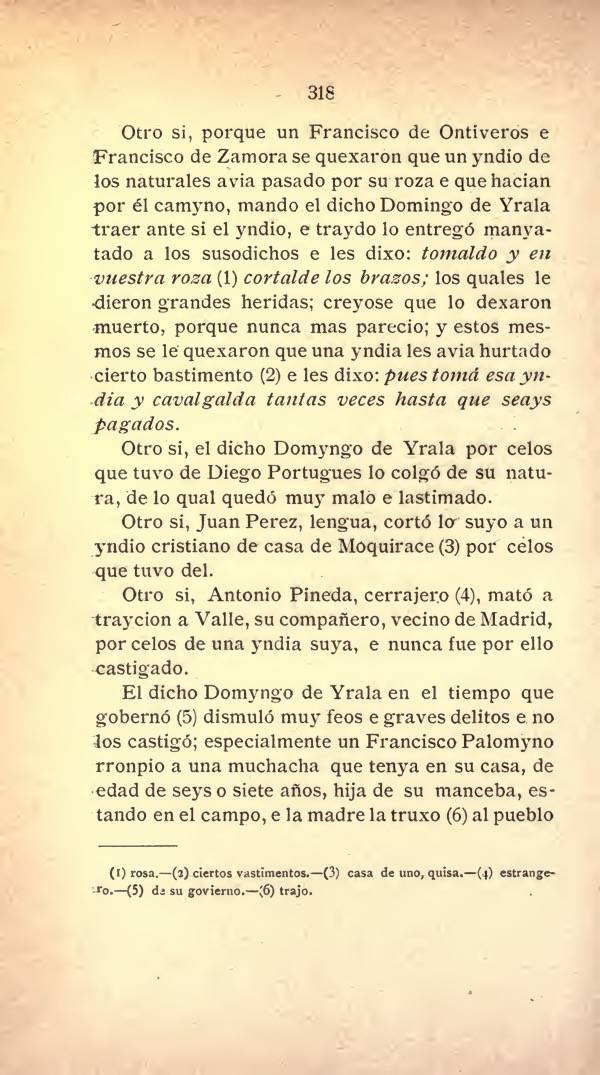 318
Otro si, porque un Francisco de Ontiveros e
Francisco de Zamora se quexaron que un yndio de
los naturales avia pasado por su roza e que hacian
por él camyno, mando el dicho Domingo de Yrala
traer ante si el yndio, e traydo lo entregó manya-
tado a los susodichos e les dixo: tomaldo y en
vuestra roza (1) cortalde los brazos; los quales le
dieron grandes heridas; creyose que lo dexaron
muerto, porque nunca mas parecio; y estos mes-
mos se le quexaron que una yndia les avia hurtado
cierto bastimento (2) e les dixo: pues tomá esa yn-
dia y cavalgalda tantas veces hasta que seays
pagados.
Otro si, el dicho Domyngo de Yrala por celos
que tuvo de Diego Portugues lo colgó de su natu-
ra, de lo qual quedó muy malo e lastimado.
Otro si, Juan Perez, lengua, cortó lo suyo a un
yndio cristiano de casa de Moquirace (3) por celos
que tuvo del.
Otro si, Antonio Pineda, cerrajero (4), mató a
traycion a Valle, su compañero, vecino de Madrid,
por celos de una yndia suya, e nunca fue por ello
castigado.
El dicho Domyngo de Yrala en el tiempo que
gobernó (5) dismuló muy feos e graves delitos e no
los castigó; especialmente un Francisco Palomyno
rronpio a una muchacha que tenya en su casa, de
edad de seys o siete años, hija de su manceba, es-
tando en el campo, e la madre la truxo (6) al pueblo
(1) rosa.—(2) ciertos vastimentos.—(3) casa de uno, quisa.—(4) estrange-
ro.—(5) de su govierno.—(6) trajo.